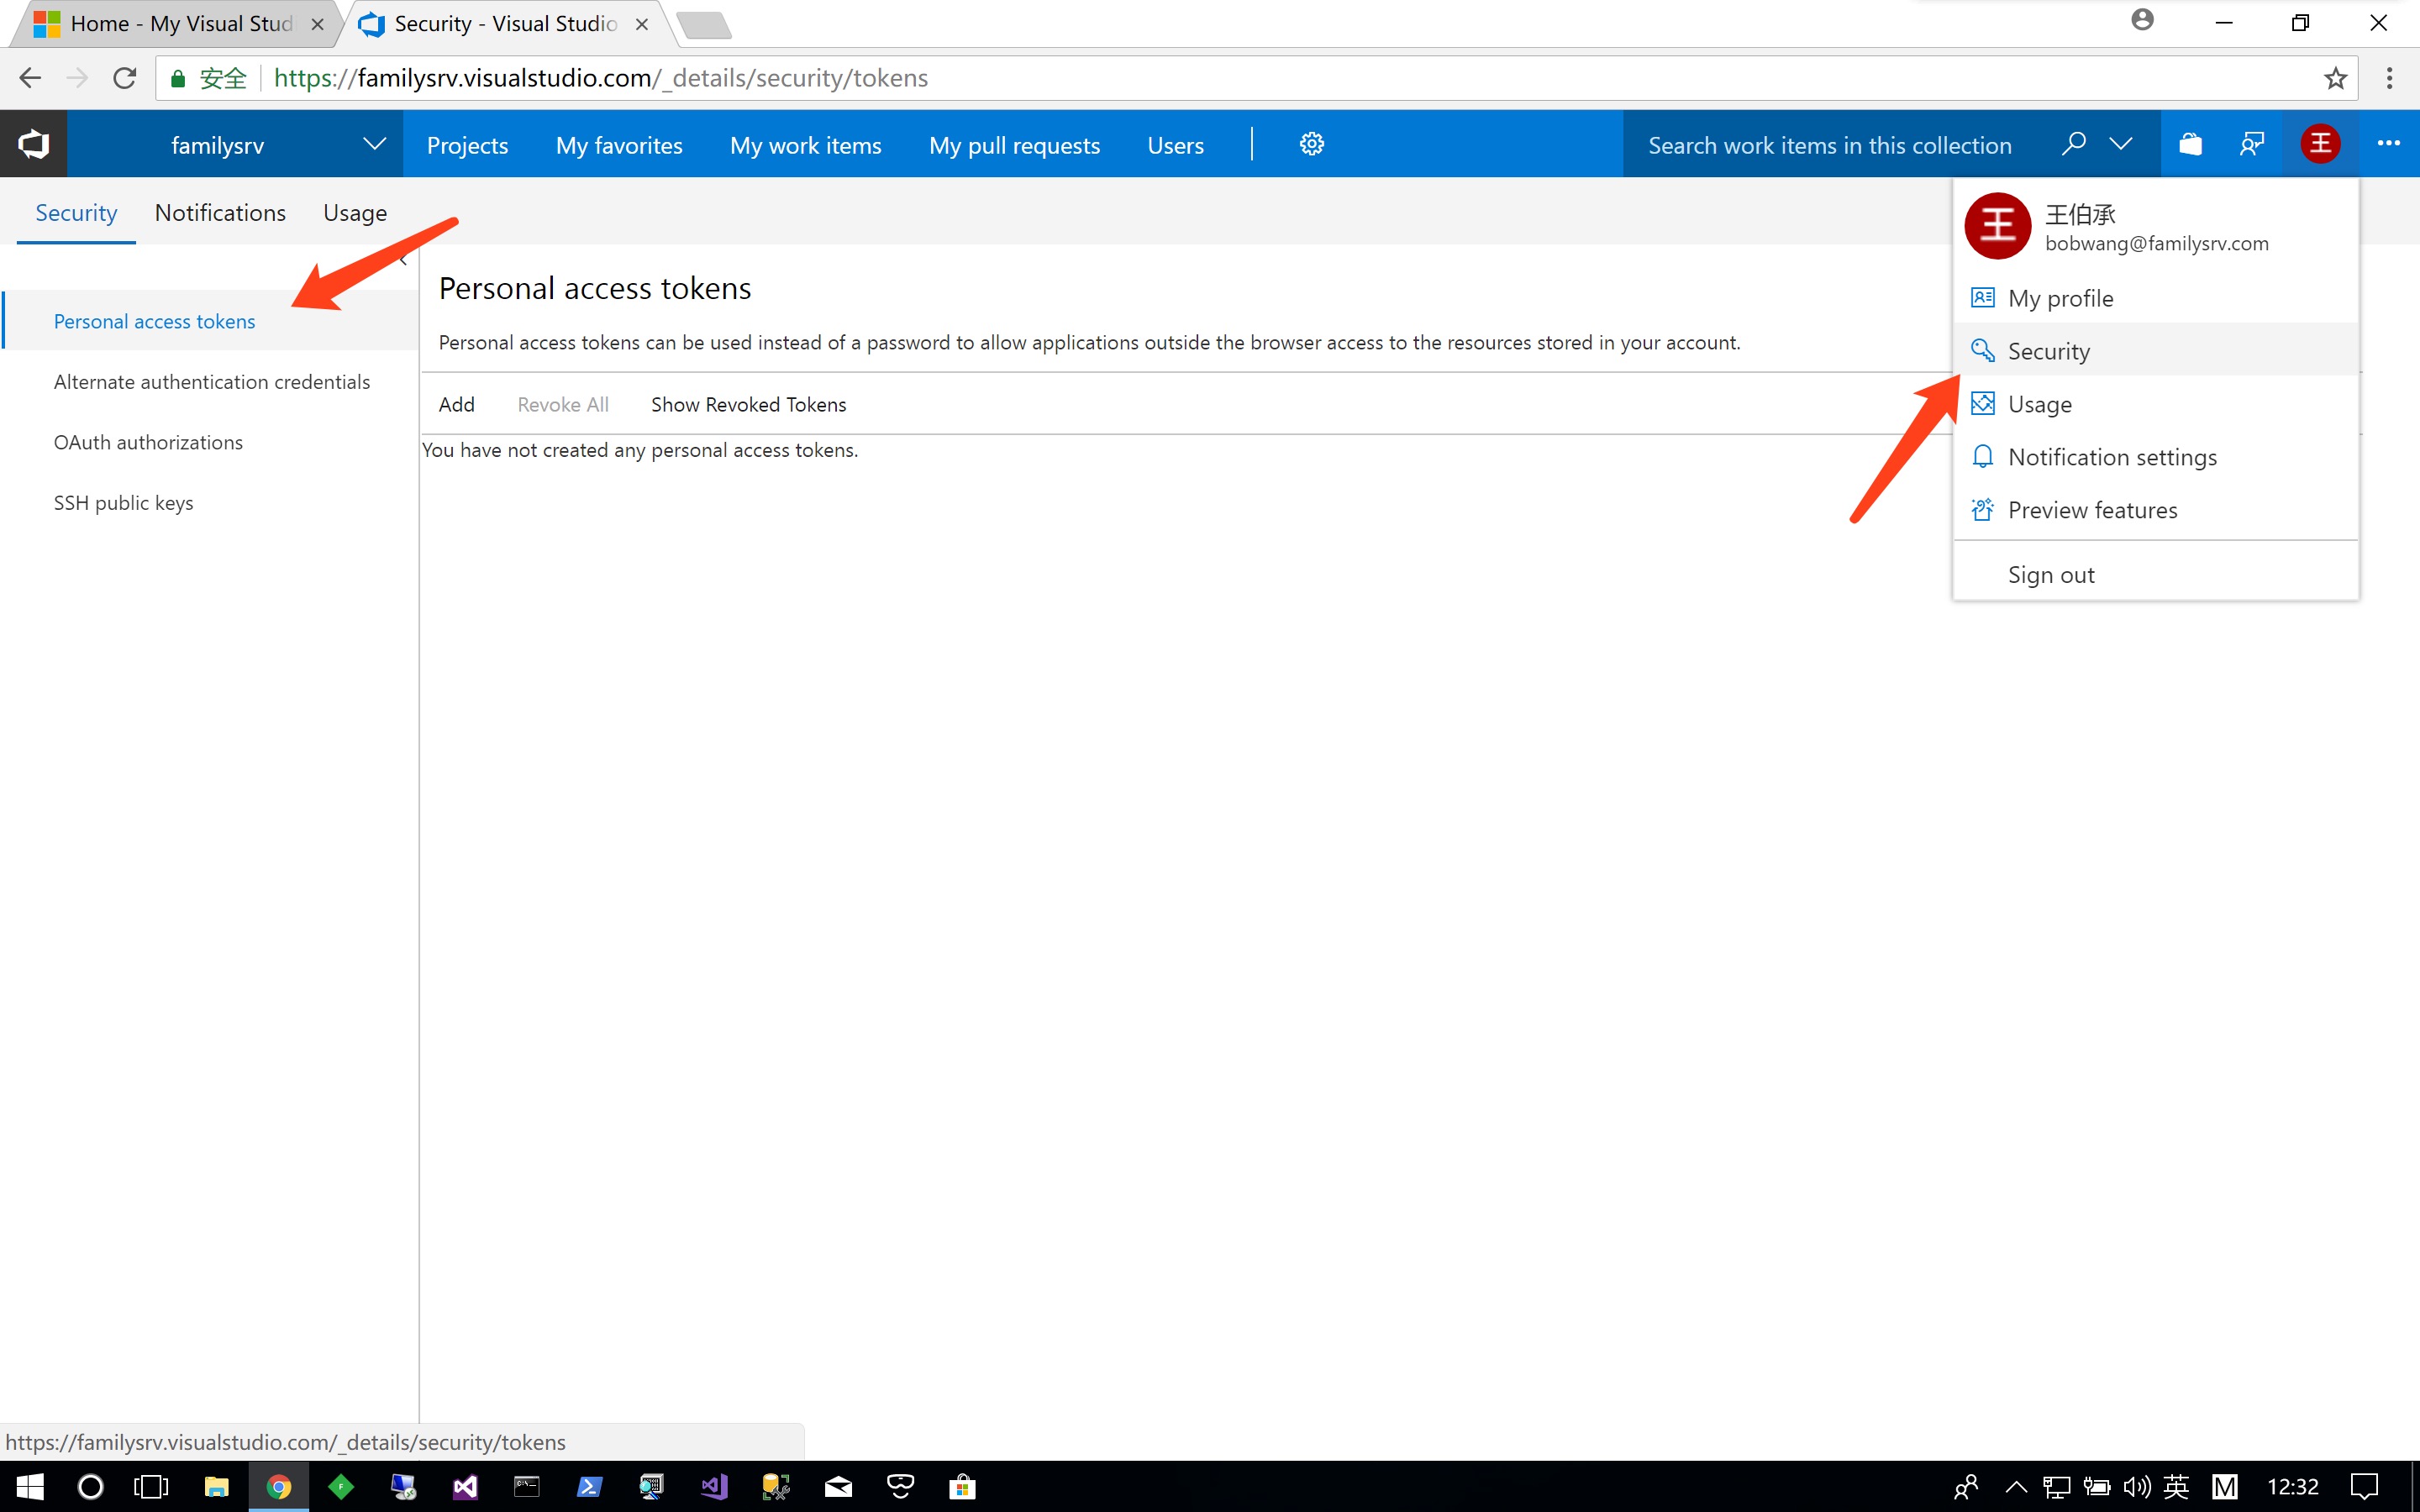 Home - My Visual Stud
Security - Visual Studio
安全 https://familysrv.visualstudio.com/_details/security/tokens
familysrv Projects My favorites My work items My pull requests Users Search work items in this collection 王
Security Notifications Usage
王 王伯承
bobwang@familysrv.com
My profile
Security
Usage
Notification settings
Preview features
Sign out
Personal access tokens
Alternate authentication credentials
OAuth authorizations
SSH public keys
Personal access tokens
Personal access tokens can be used instead of a password to allow applications outside the browser access to the resources stored in your account.
Add Revoke All Show Revoked Tokens
You have not created any personal access tokens.
https://familysrv.visualstudio.com/_details/security/tokens
英 M 12:32